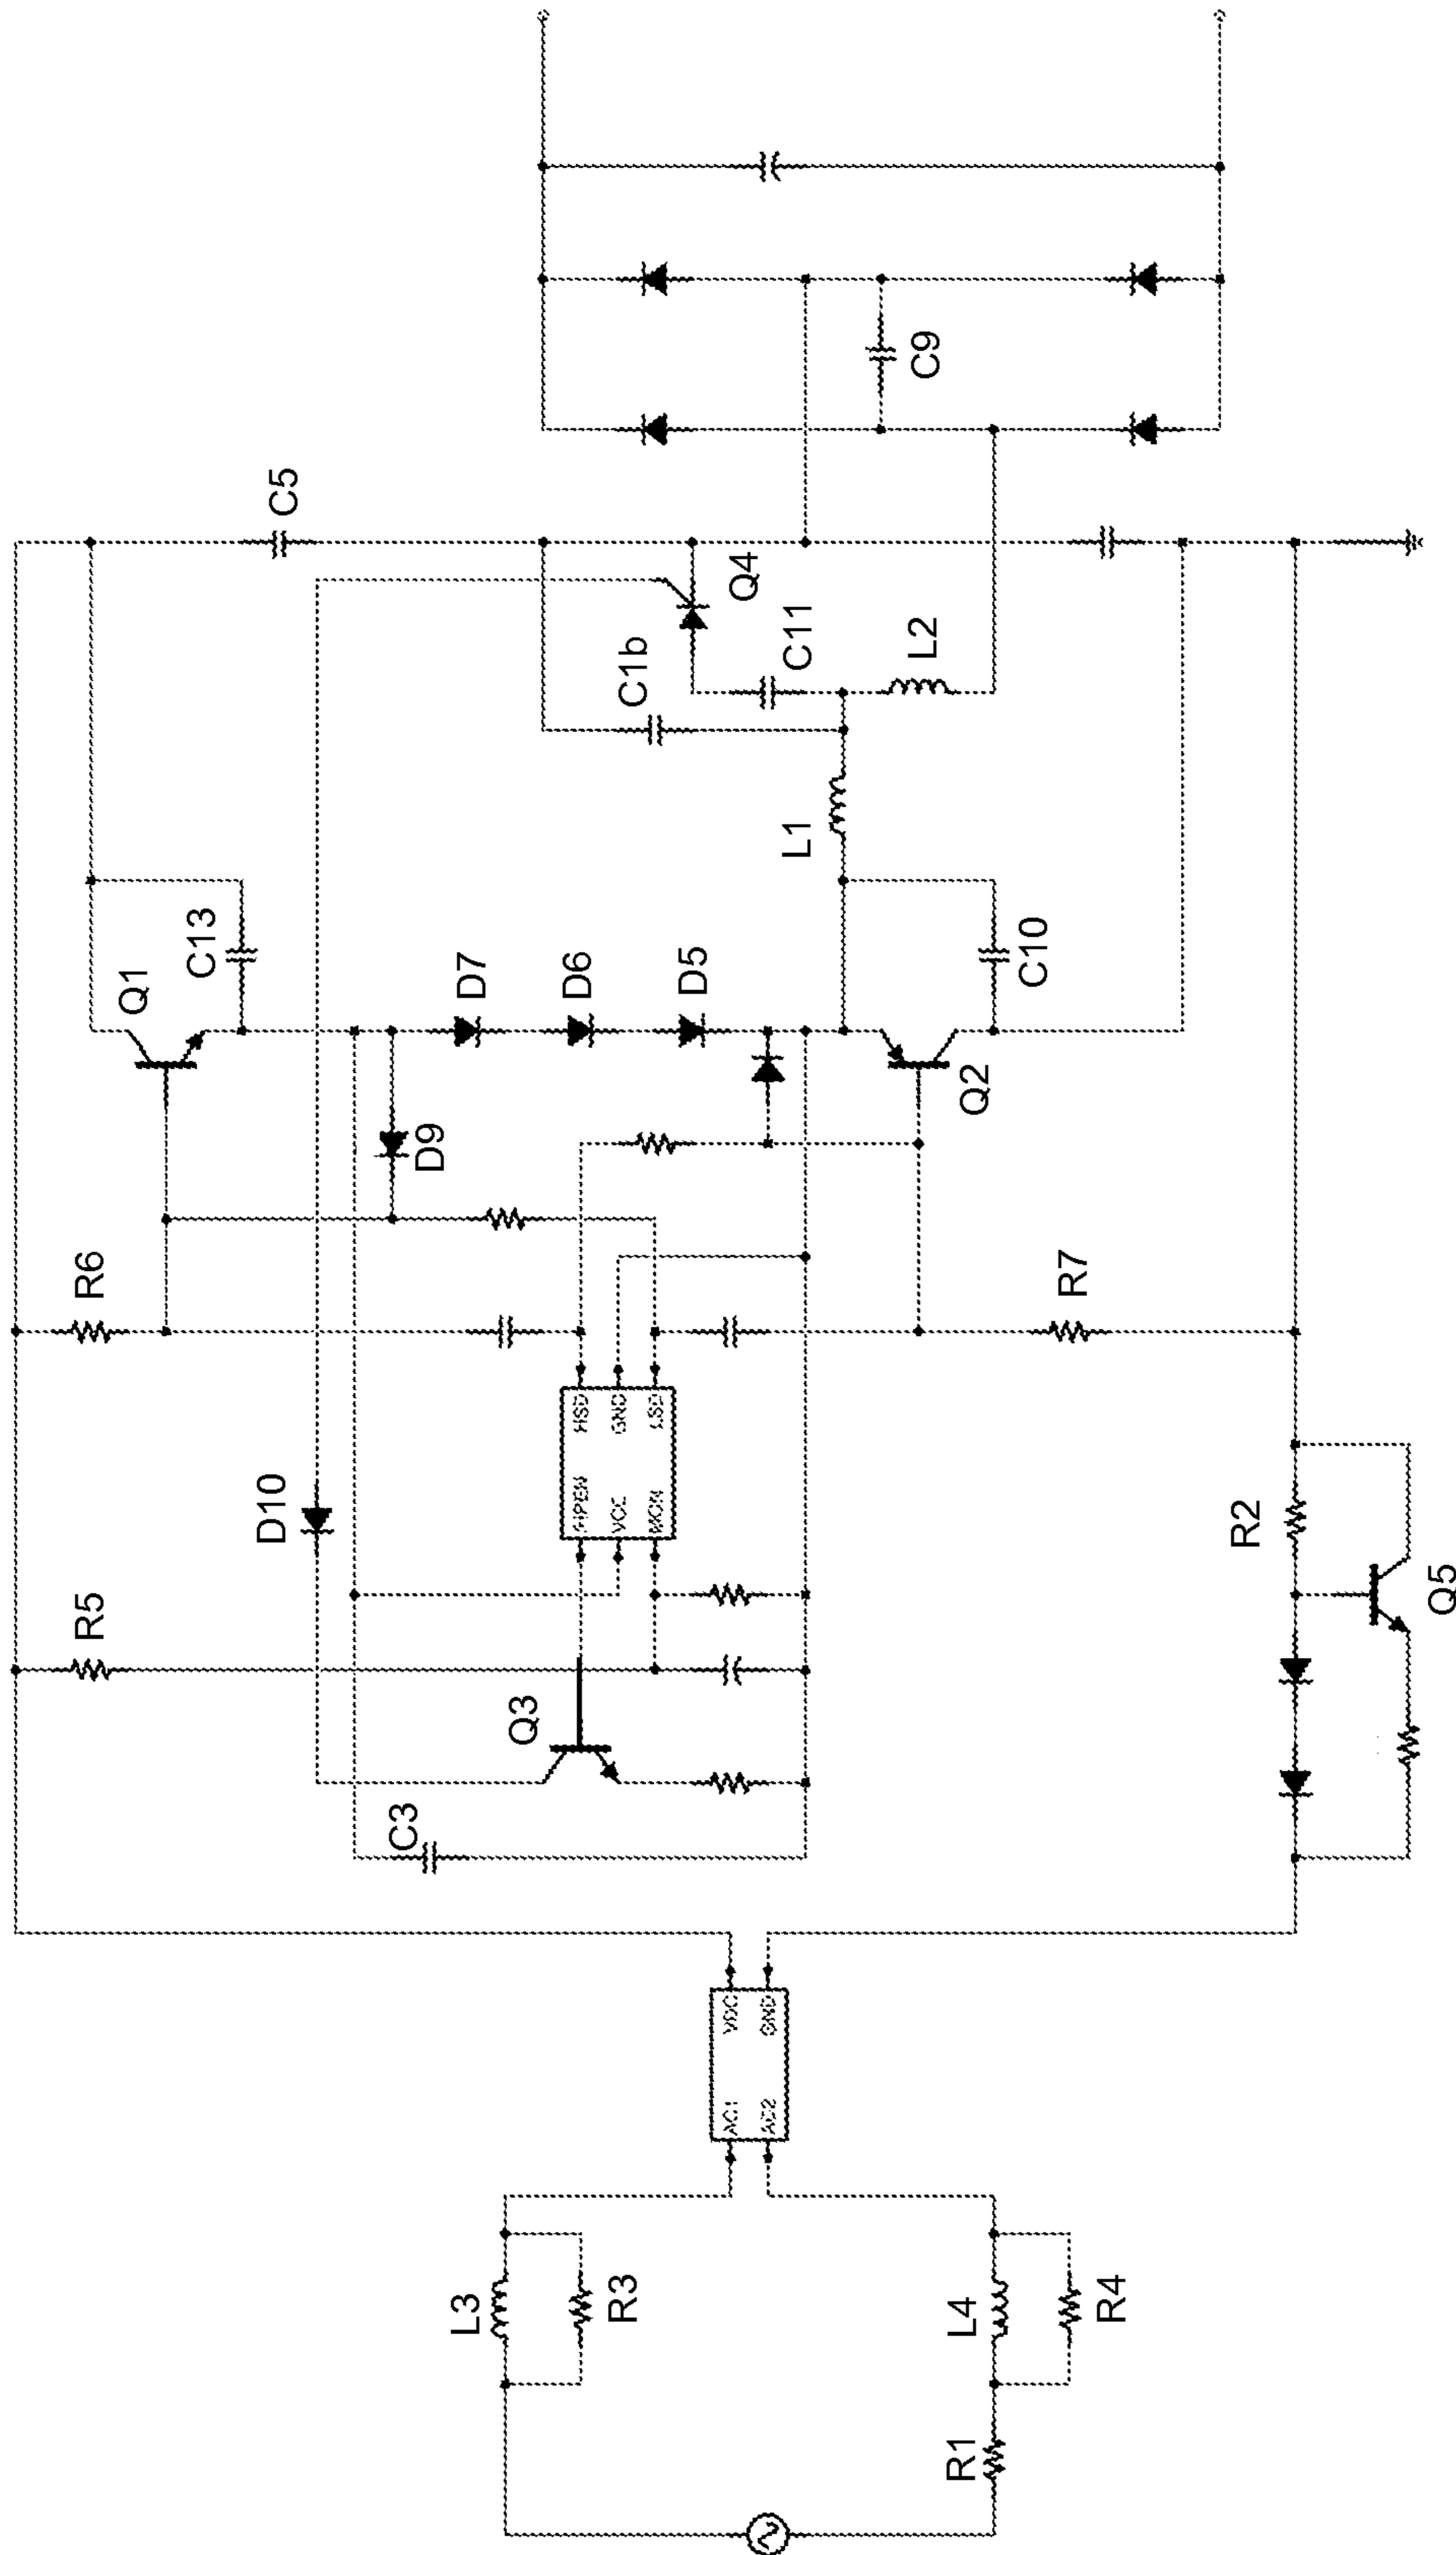 C5
Q4
C11
C1b
L2
C9
L1
C13
Q1
D7
D6
D5
C10
Q2
D9
R6
R7
HSD
GND
LSD
VCC
MON
D10
R5
R2
Q5
Q3
C3
GND
AC1
AC2
L3
R3
L4
R4
R1